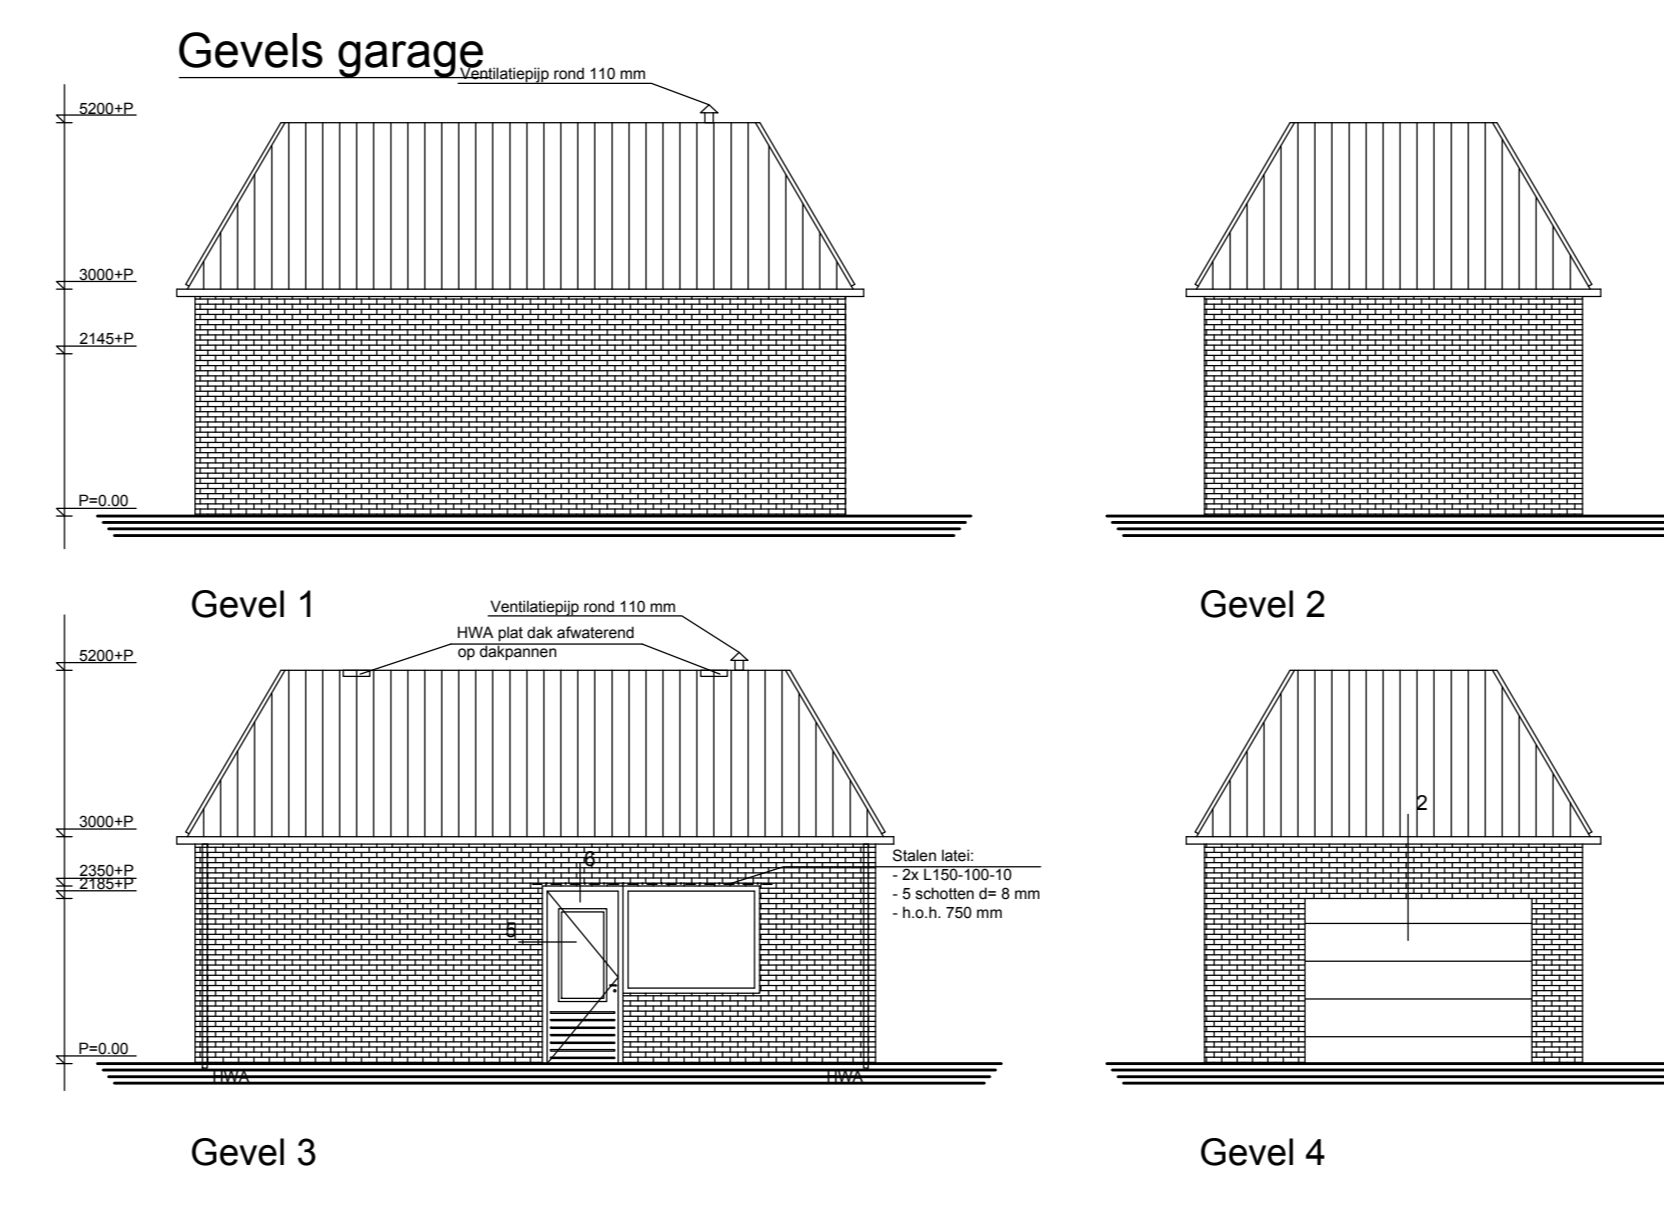 Gevels garage
Ventilatiepijp rond 110 mm
5200+P
3000+P
2145+P
P=0.00
Gevel 1
Gevel 2
Ventilatiepijp rond 110 mm
HWA plat dak afwaterend
op dakpannen
5200+P
3000+P
2350+P
2185+P
P=0.00
6
5
Stalen latei:
- 2x L150-100-10
- 5 schotten d= 8 mm
- h.o.h. 750 mm
2
HWA
HWA
Gevel 3
Gevel 4